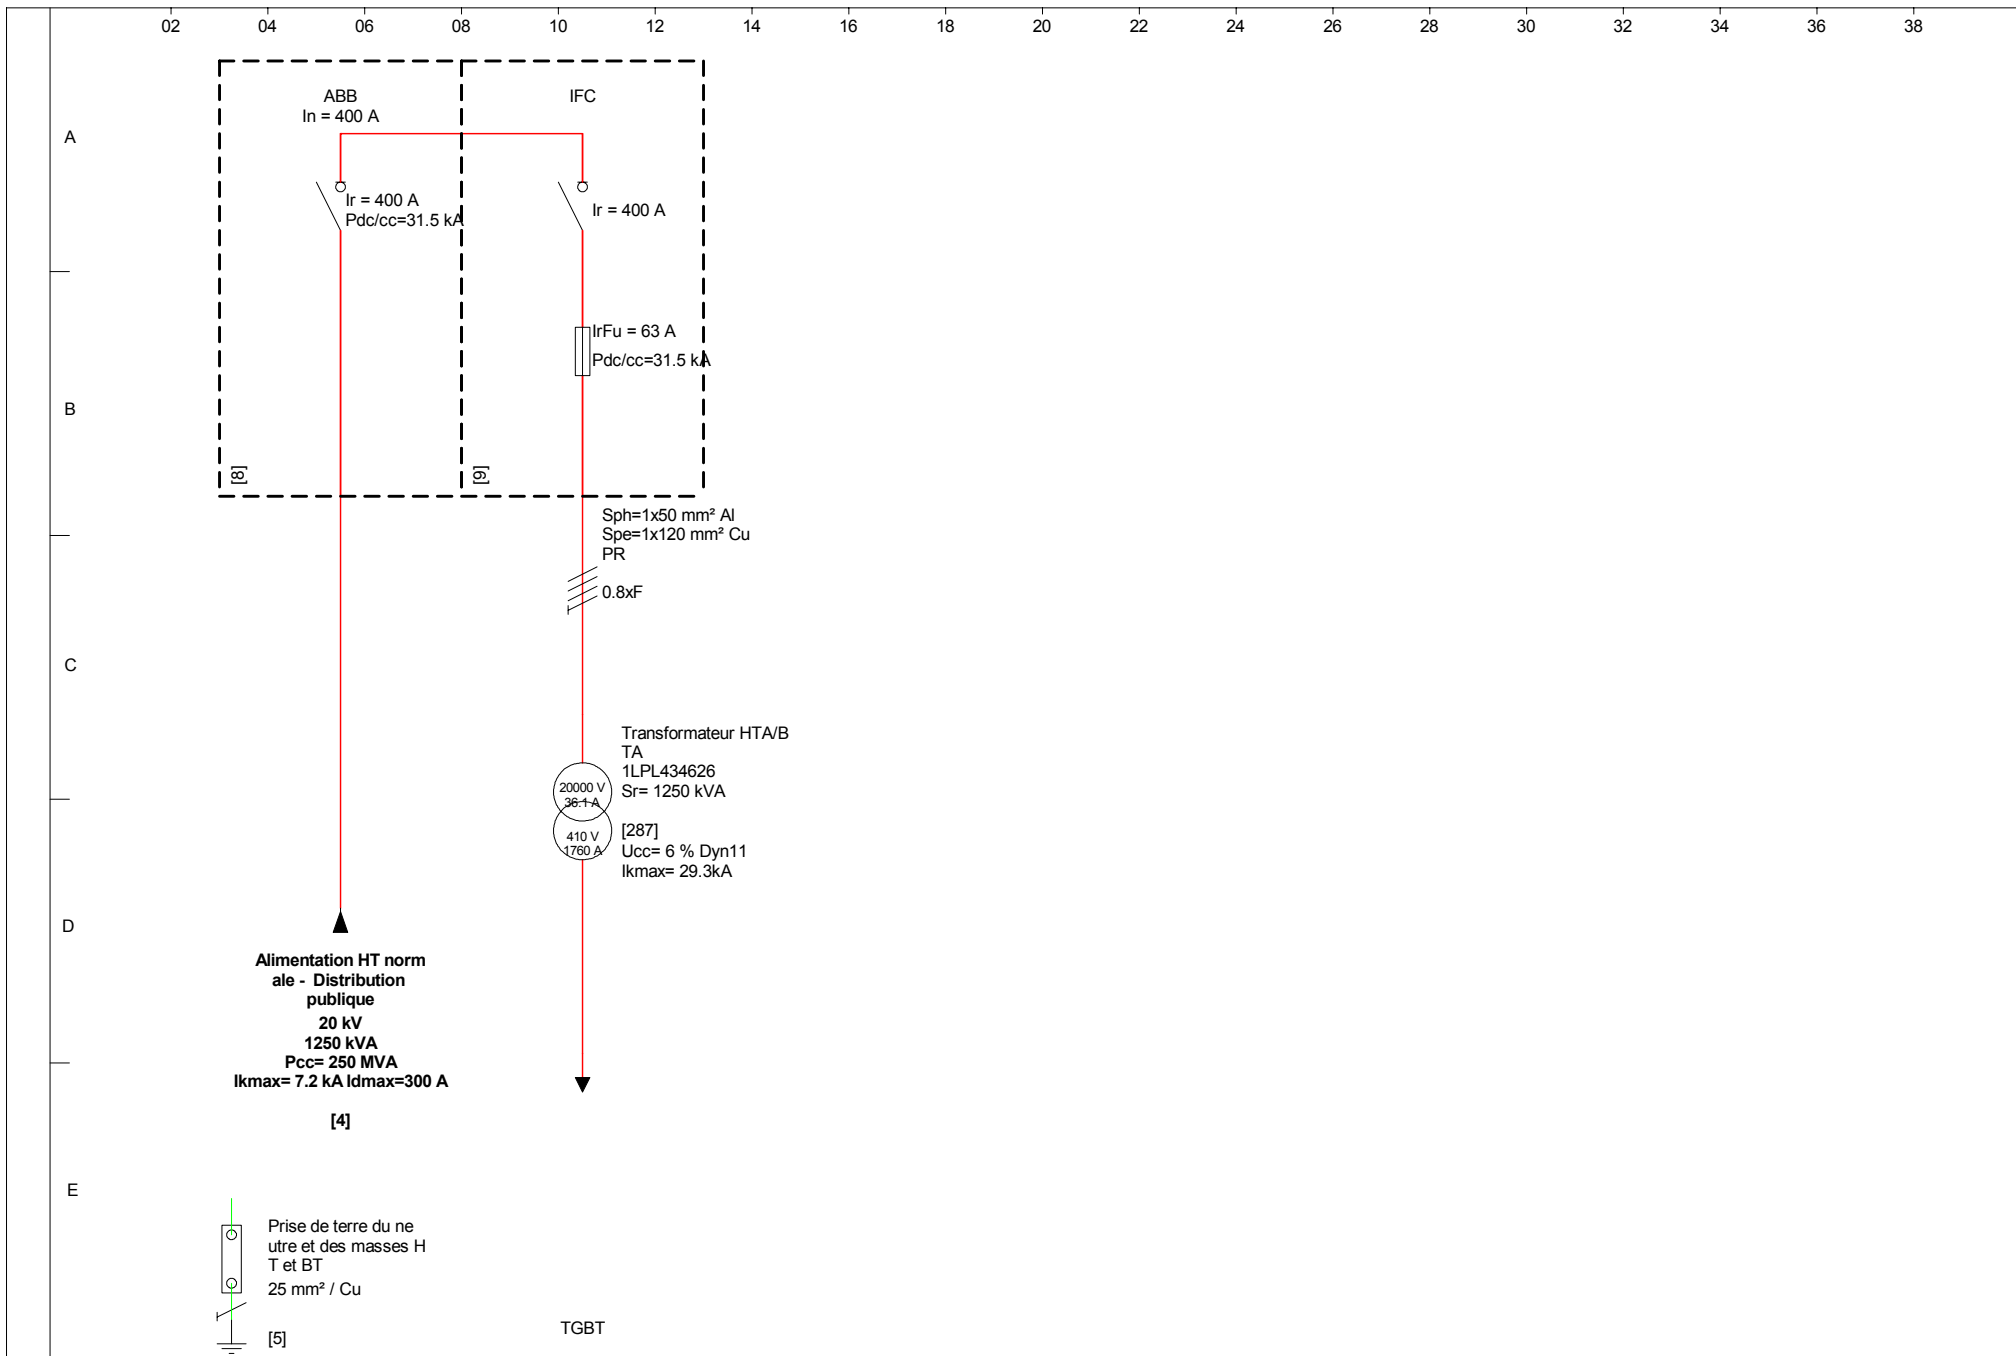 02 04 06 08 10 12 14 16 18 20 22 24 26 28 30 32 34 36 38
ABB
In = 400 A
IFC
A
Ir = 400 A
Pdc/cc=31.5 kA
Ir = 400 A
IrFu = 63 A
Pdc/cc=31.5 kA
B
[8]
[9]
Sph=1x50 mm² Al
Spe=1x120 mm² Cu
PR
0.8xF
C
Transformateur HTA/B
TA
1LPL434626
Sr= 1250 kVA
20000 V
36.1 A
410 V
1760 A
[287]
Ucc= 6 % Dyn11
Ikmax= 29.3kA
D
Alimentation HT norm
ale - Distribution
publique
20 kV
1250 kVA
Pcc= 250 MVA
Ikmax= 7.2 kA Idmax=300 A
[4]
E
Prise de terre du ne
utre et des masses H
T et BT
25 mm² / Cu
[5]
TGBT